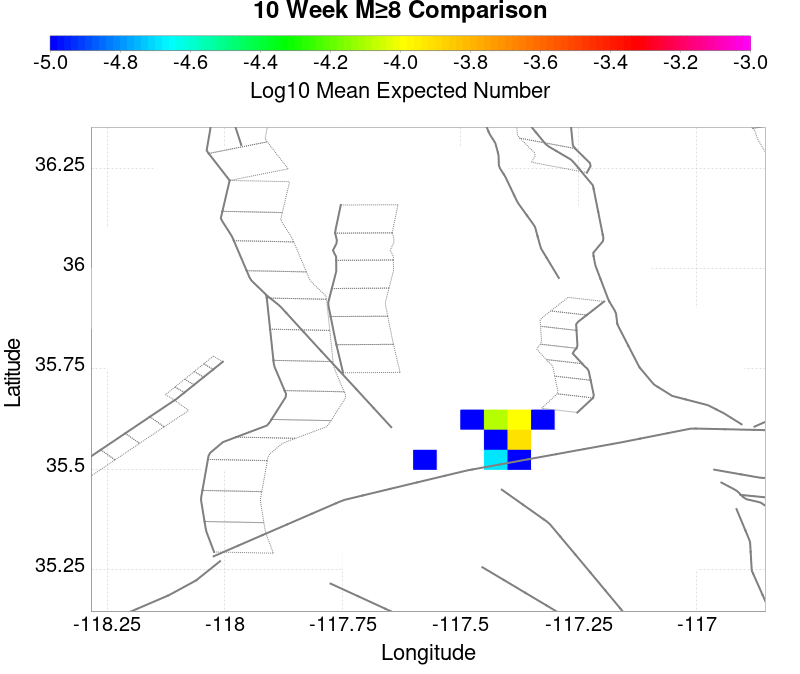 10 Week M≥8 Comparison
-5.0 -4.8 -4.6 -4.4 -4.2 -4.0 -3.8 -3.6 -3.4 -3.2 -3.0
Log10 Mean Expected Number
36.25
36
35.75
35.5
35.25
Latitude
-118.25 -118 -117.75 -117.5 -117.25 -117
Longitude